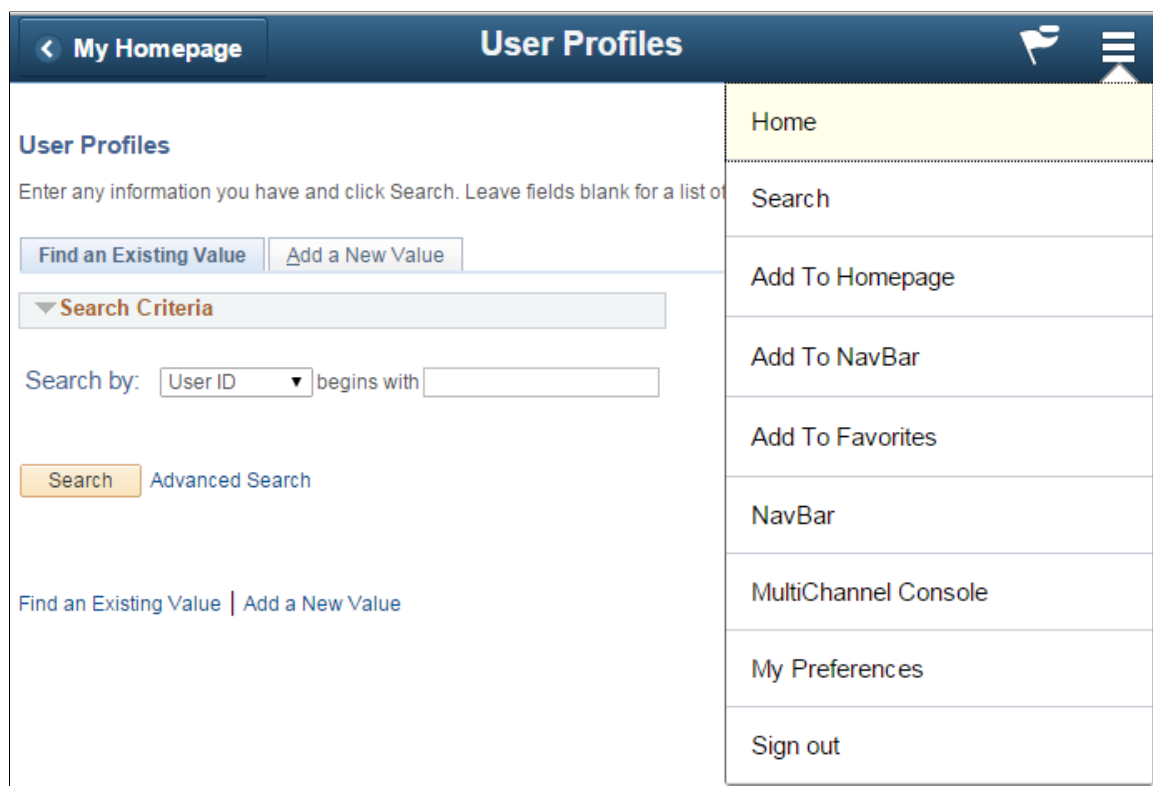 My Homepage
User Profiles
User Profiles
Enter any information you have and click Search. Leave fields blank for a list of
Find an Existing Value
Add a New Value
Search Criteria
Search by: User ID begins with
Search Advanced Search
Find an Existing Value | Add a New Value
Home
Search
Add To Homepage
Add To NavBar
Add To Favorites
NavBar
MultiChannel Console
My Preferences
Sign out